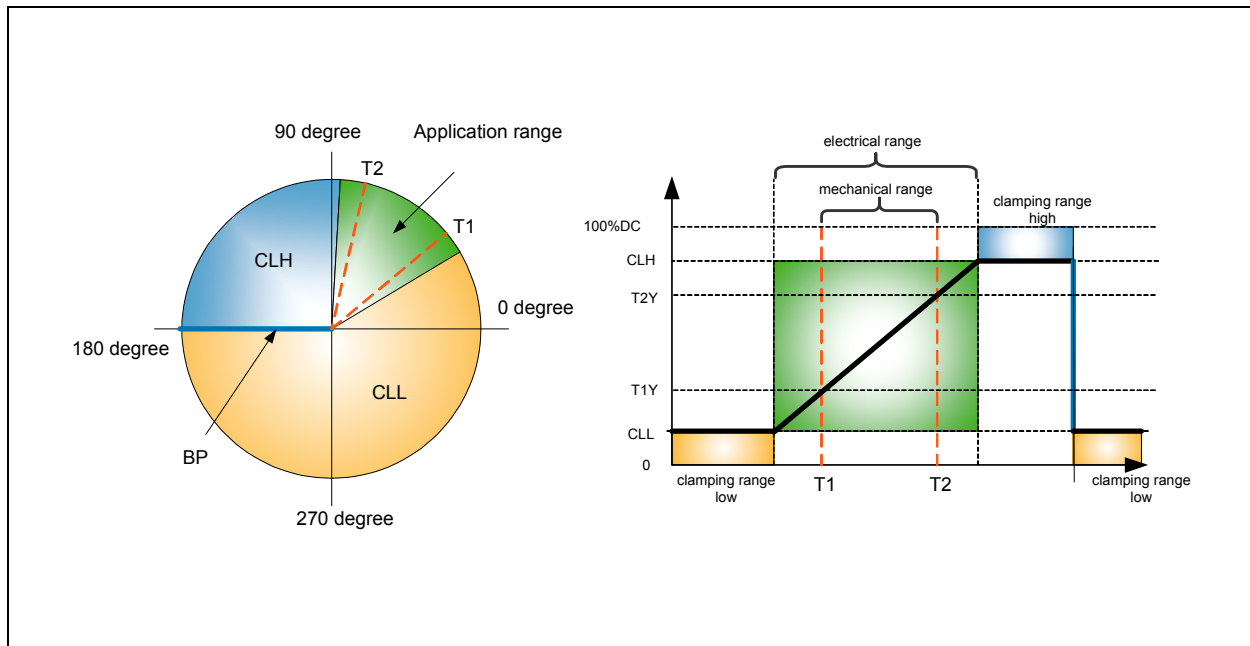 90 degree
Application range
T2
T1
CLH
0 degree
180 degree
CLL
BP
270 degree
electrical range
mechanical range
clamping range
high
100%DC
CLH
T2Y
T1Y
CLL
0
clamping range
low
T1
T2
clamping range
low